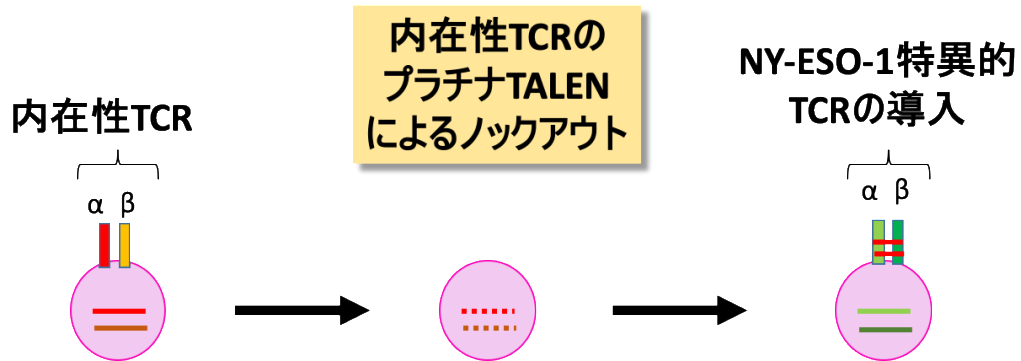 内在性TCR
α β
内在性TCRの
プラチナTALEN
によるノックアウト
NY-ESO-1特異的
TCRの導入
α β